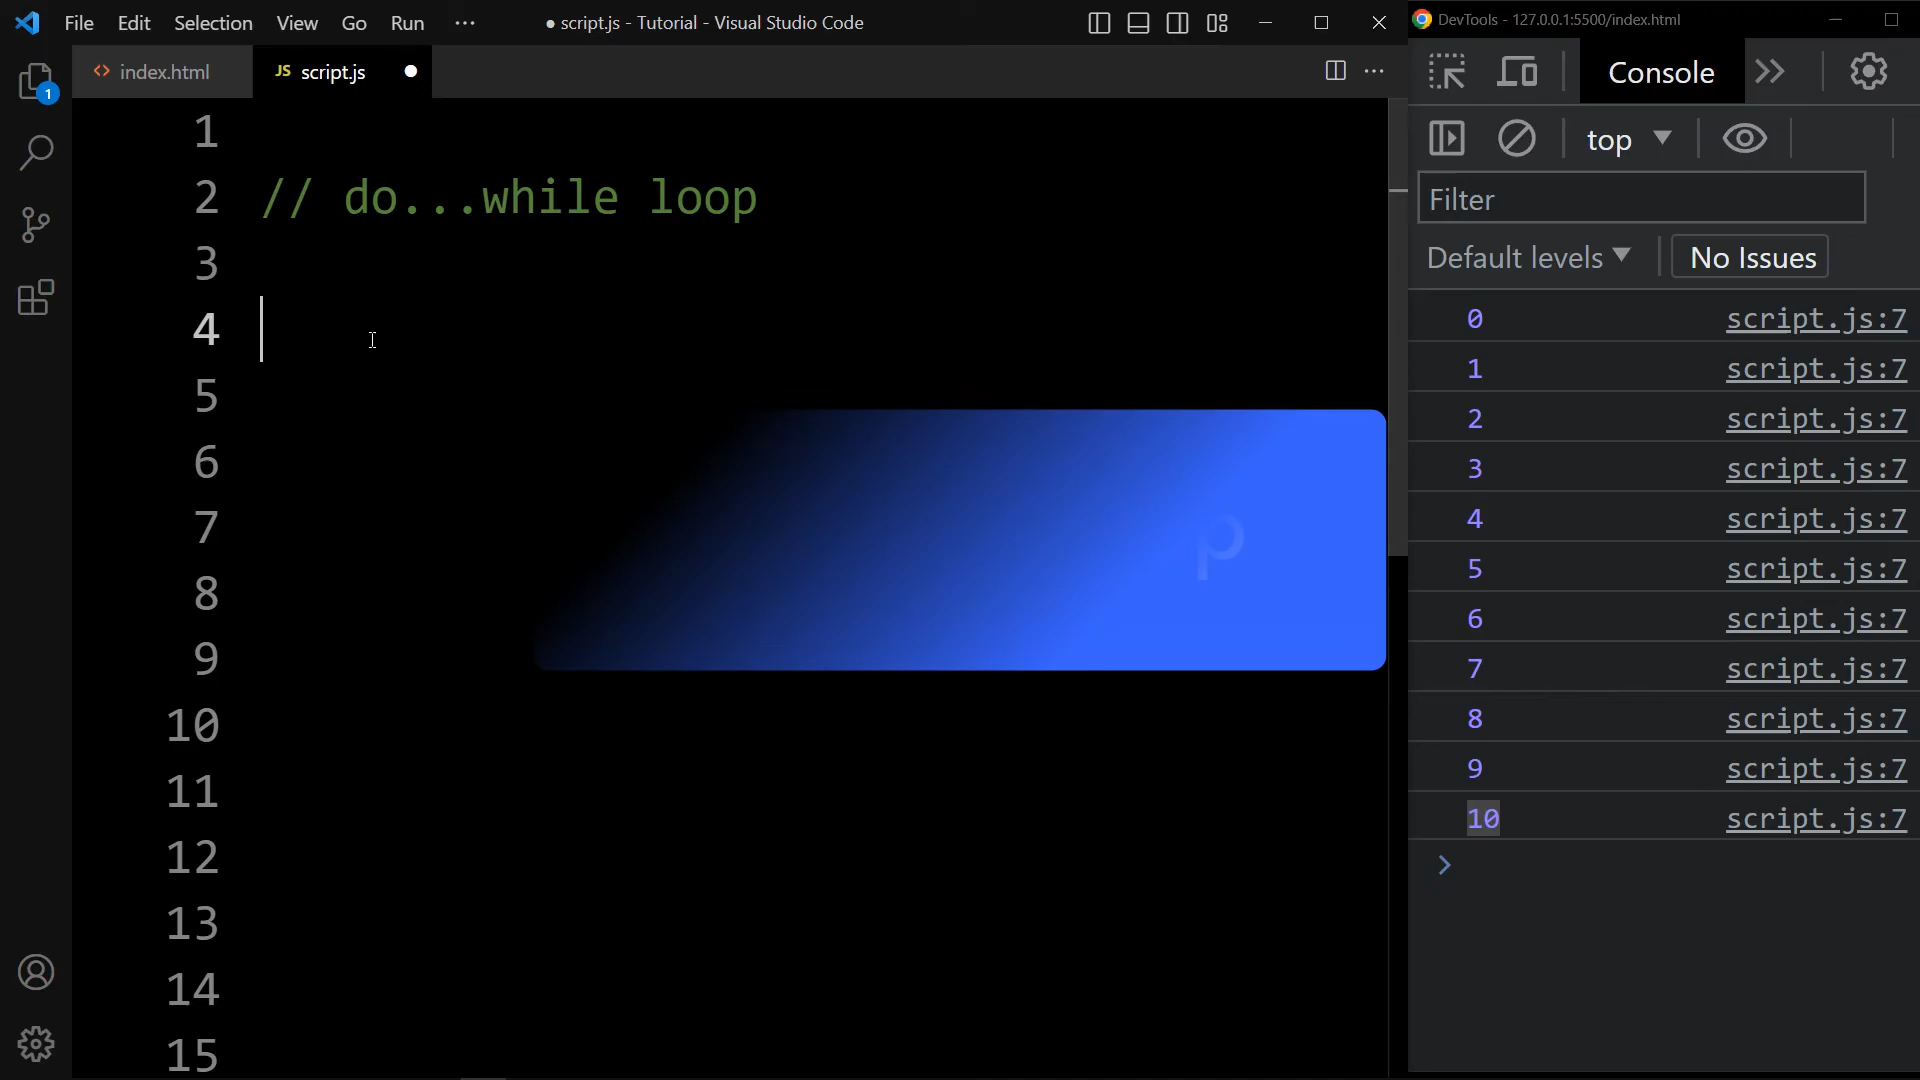 File Edit Selection View Go Run ··· ● script.js - Tutorial - Visual Studio Code
DevTools - 127.0.0.1:5500/index.html
<> index.html JS script.js ●
Console
1
top
Filter
Default levels No Issues
1
2 // do...while loop
3
4
5
6
7
8
9
10
11
12
13
14
15
p
0 script.js:7
1 script.js:7
2 script.js:7
3 script.js:7
4 script.js:7
5 script.js:7
6 script.js:7
7 script.js:7
8 script.js:7
9 script.js:7
10 script.js:7